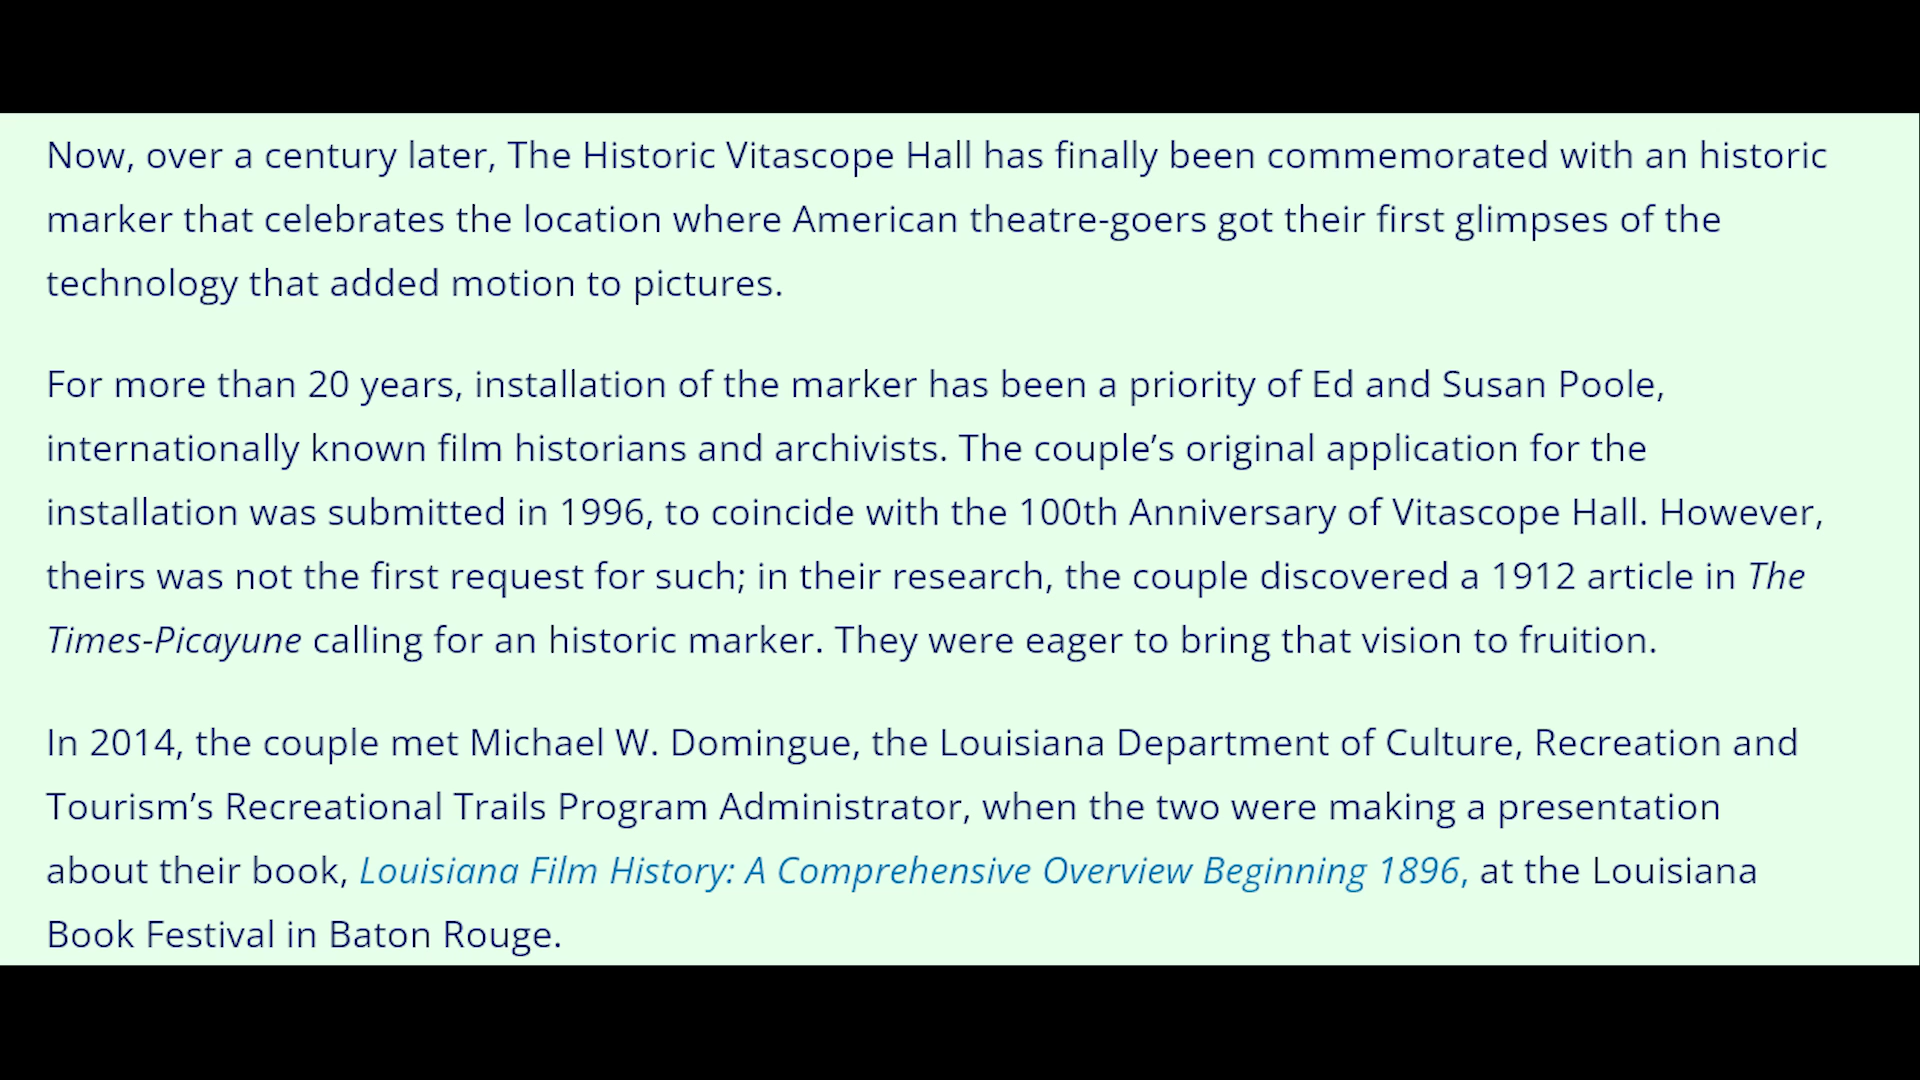 Now, over a century later, The Historic Vitascope Hall has finally been commemorated with an historic
marker that celebrates the location where American theatre-goers got their first glimpses of the
technology that added motion to pictures.
For more than 20 years, installation of the marker has been a priority of Ed and Susan Poole,
internationally known film historians and archivists. The couple’s original application for the
installation was submitted in 1996, to coincide with the 100th Anniversary of Vitascope Hall. However,
theirs was not the first request for such; in their research, the couple discovered a 1912 article in The
Times-Picayune calling for an historic marker. They were eager to bring that vision to fruition.
In 2014, the couple met Michael W. Domingue, the Louisiana Department of Culture, Recreation and
Tourism’s Recreational Trails Program Administrator, when the two were making a presentation
about their book, Louisiana Film History: A Comprehensive Overview Beginning 1896, at the Louisiana
Book Festival in Baton Rouge.